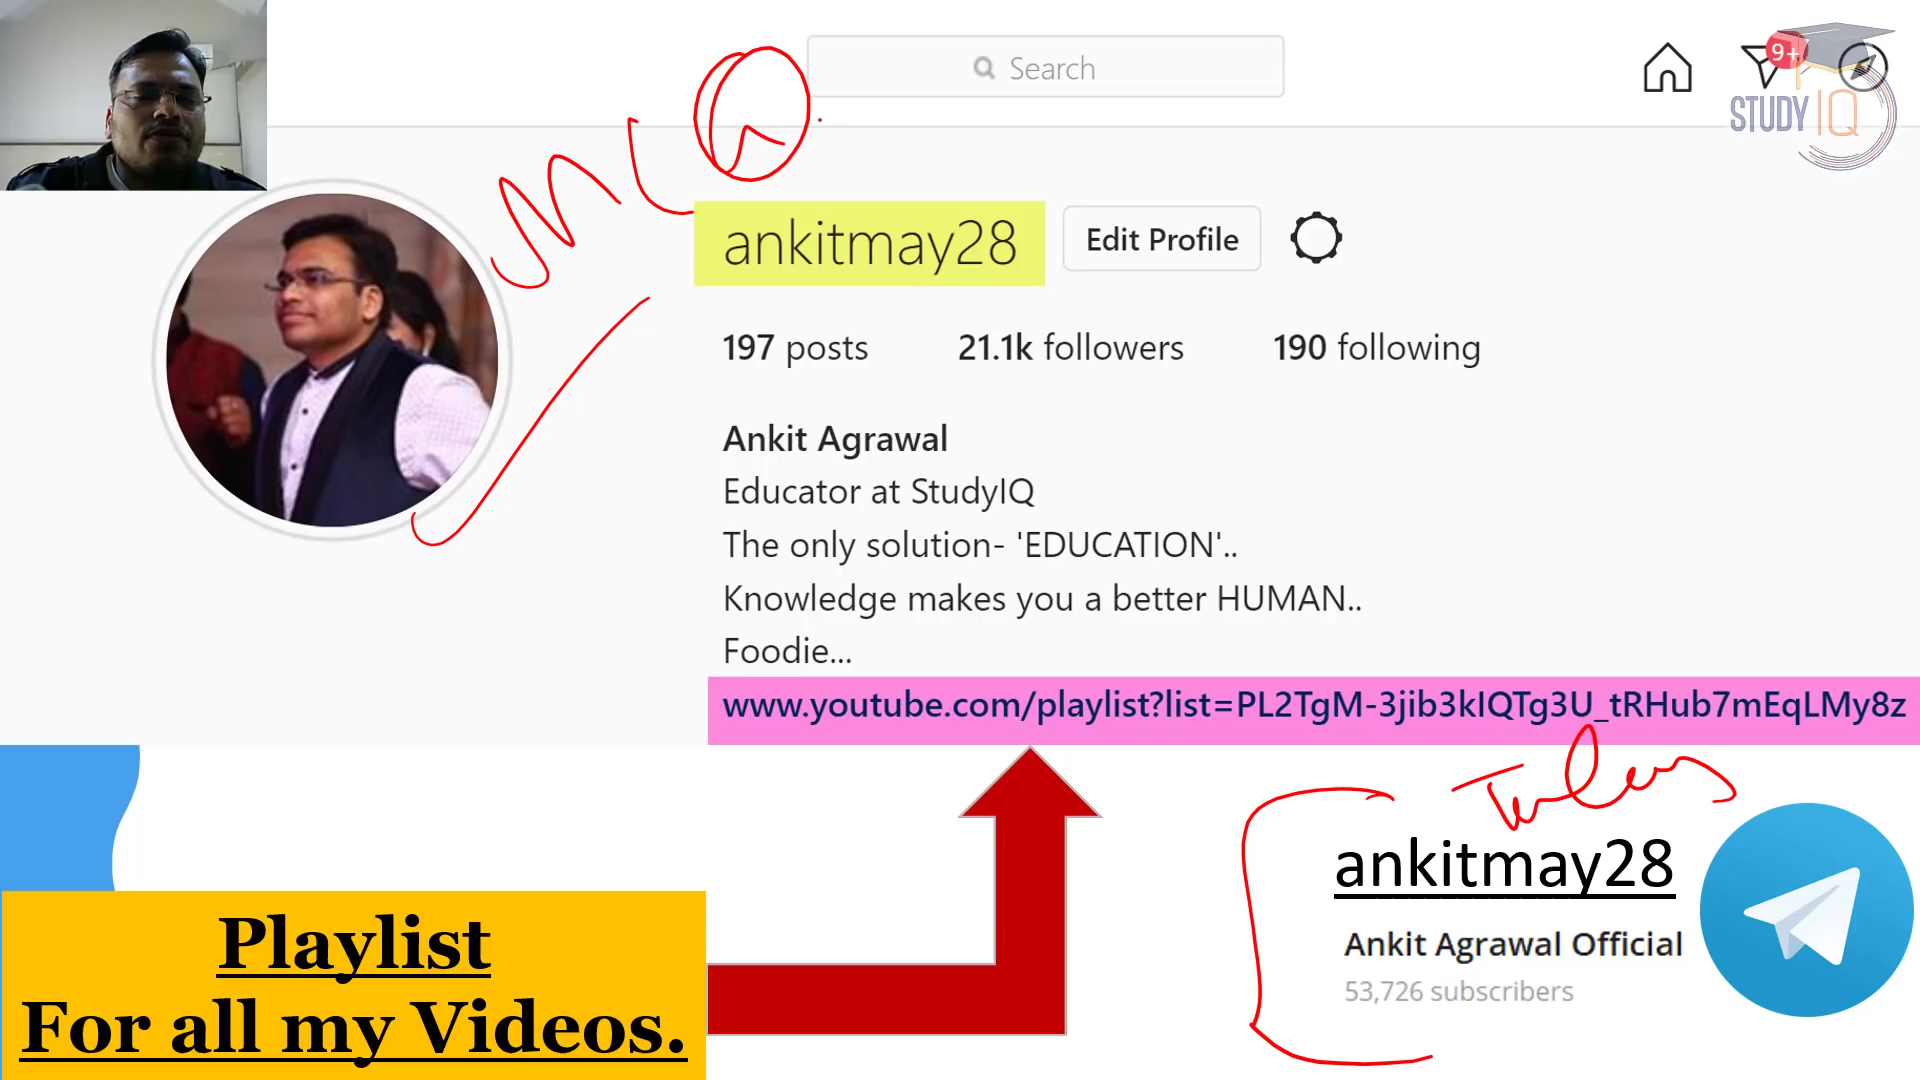 Search
9+
STUDY IQ
MCQ
ankitmay28
Edit Profile
197 posts 21.1k followers 190 following
Ankit Agrawal
Educator at StudyIQ
The only solution- 'EDUCATION'..
Knowledge makes you a better HUMAN..
Foodie...
www.youtube.com/playlist?list=PL2TgM-3jib3kIQTg3U_tRHub7mEqLMy8z
ankitmay28
Ankit Agrawal Official
53,726 subscribers
Playlist
For all my Videos.